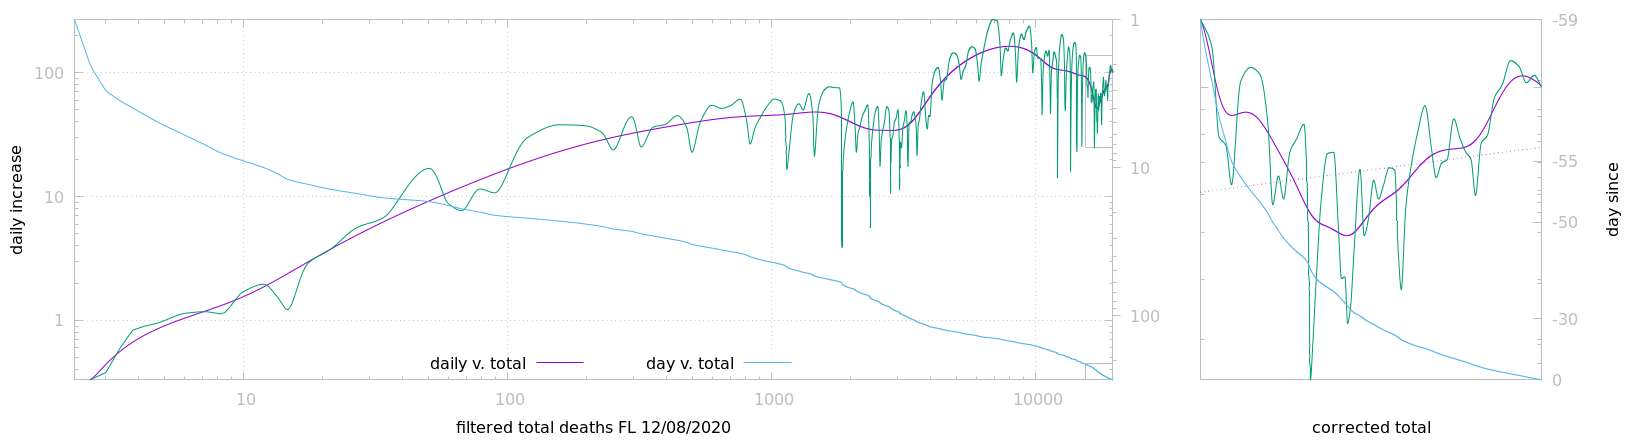 daily increase
100
10
1
daily v. total
day v. total
10
100
1000
10000
filtered total deaths FL 12/08/2020
1
10
100
-59
-55
-50
-30
0
day since
corrected total